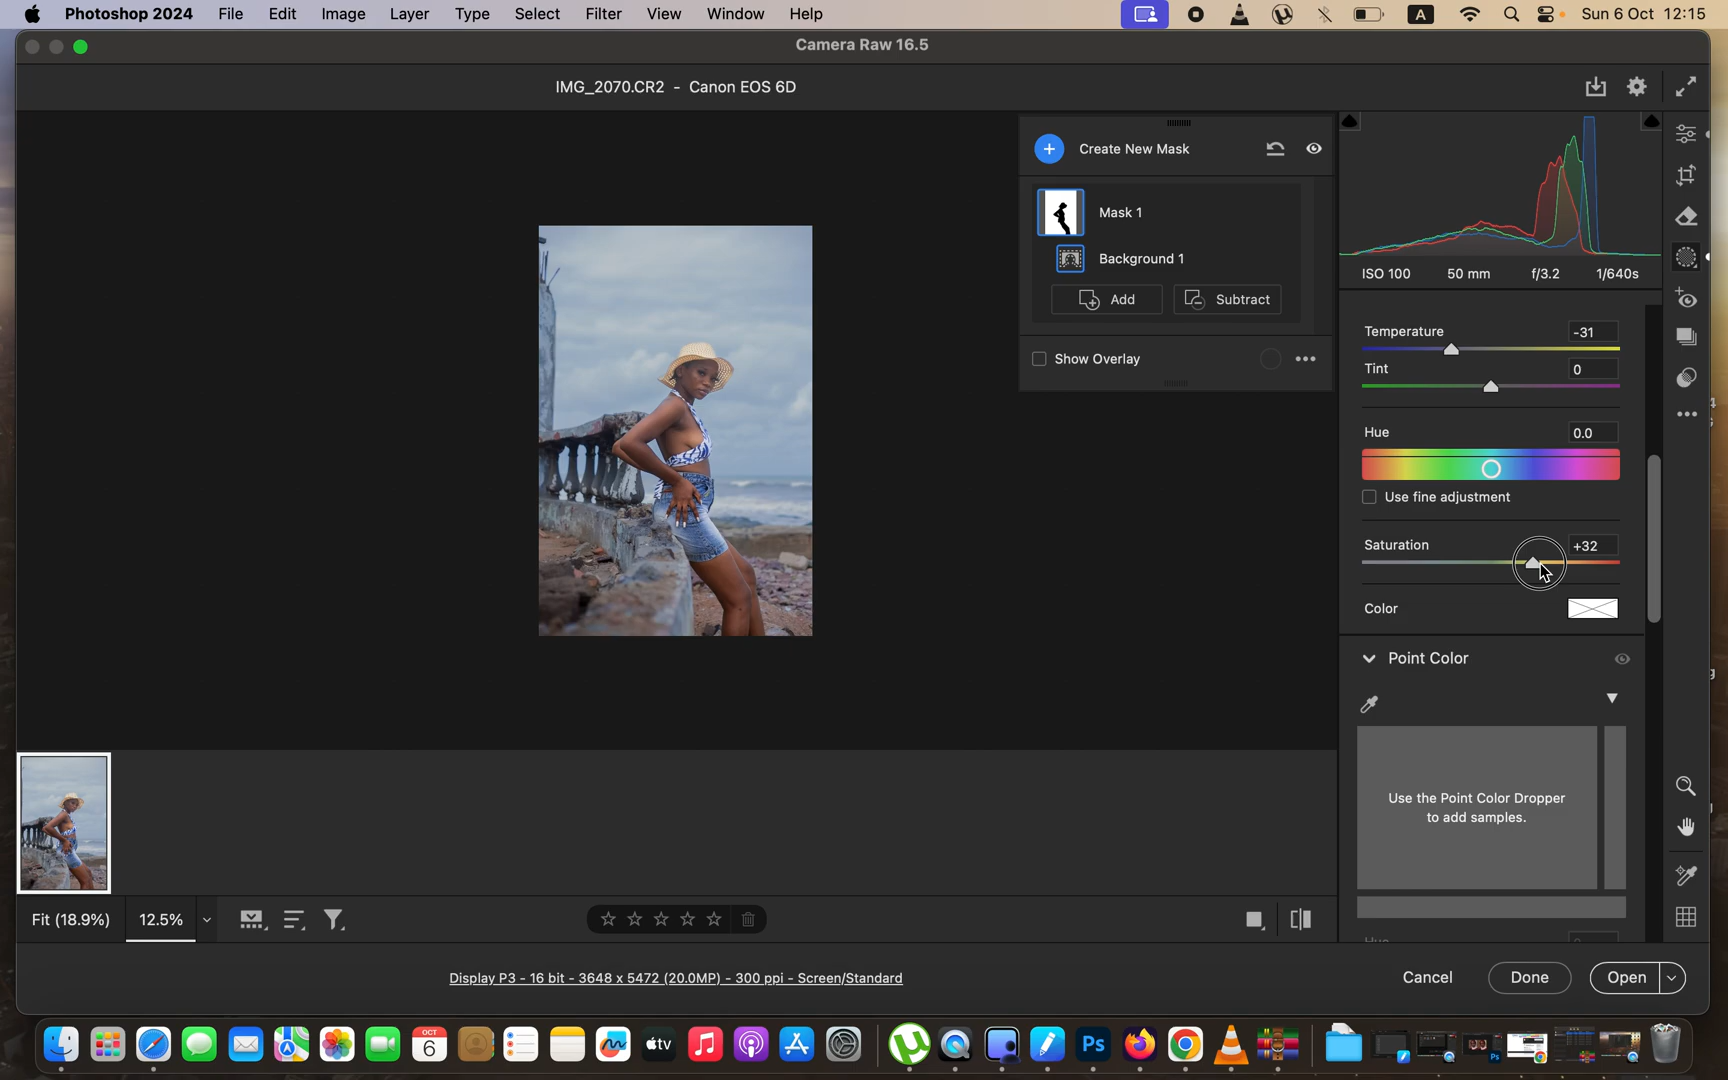 Photoshop 2024 File Edit Image Layer Type Select Filter View Window Help A Sun 6 Oct 12:15
Camera Raw 16.5
IMG_2070.CR2 - Canon EOS 6D
Create New Mask
Mask 1
Background 1
Add Subtract
Show Overlay
ISO 100 50 mm f/3.2 1/640s
Temperature -31
Tint 0
Hue 0.0
Use fine adjustment
Saturation +32
Color
Point Color
Use the Point Color Dropper
to add samples.
Fit (18.9%) 12.5%
Display P3 - 16 bit - 3648 x 5472 (20.0MP) - 300 ppi - Screen/Standard
Cancel Done Open
OCT
6
tv
Ps